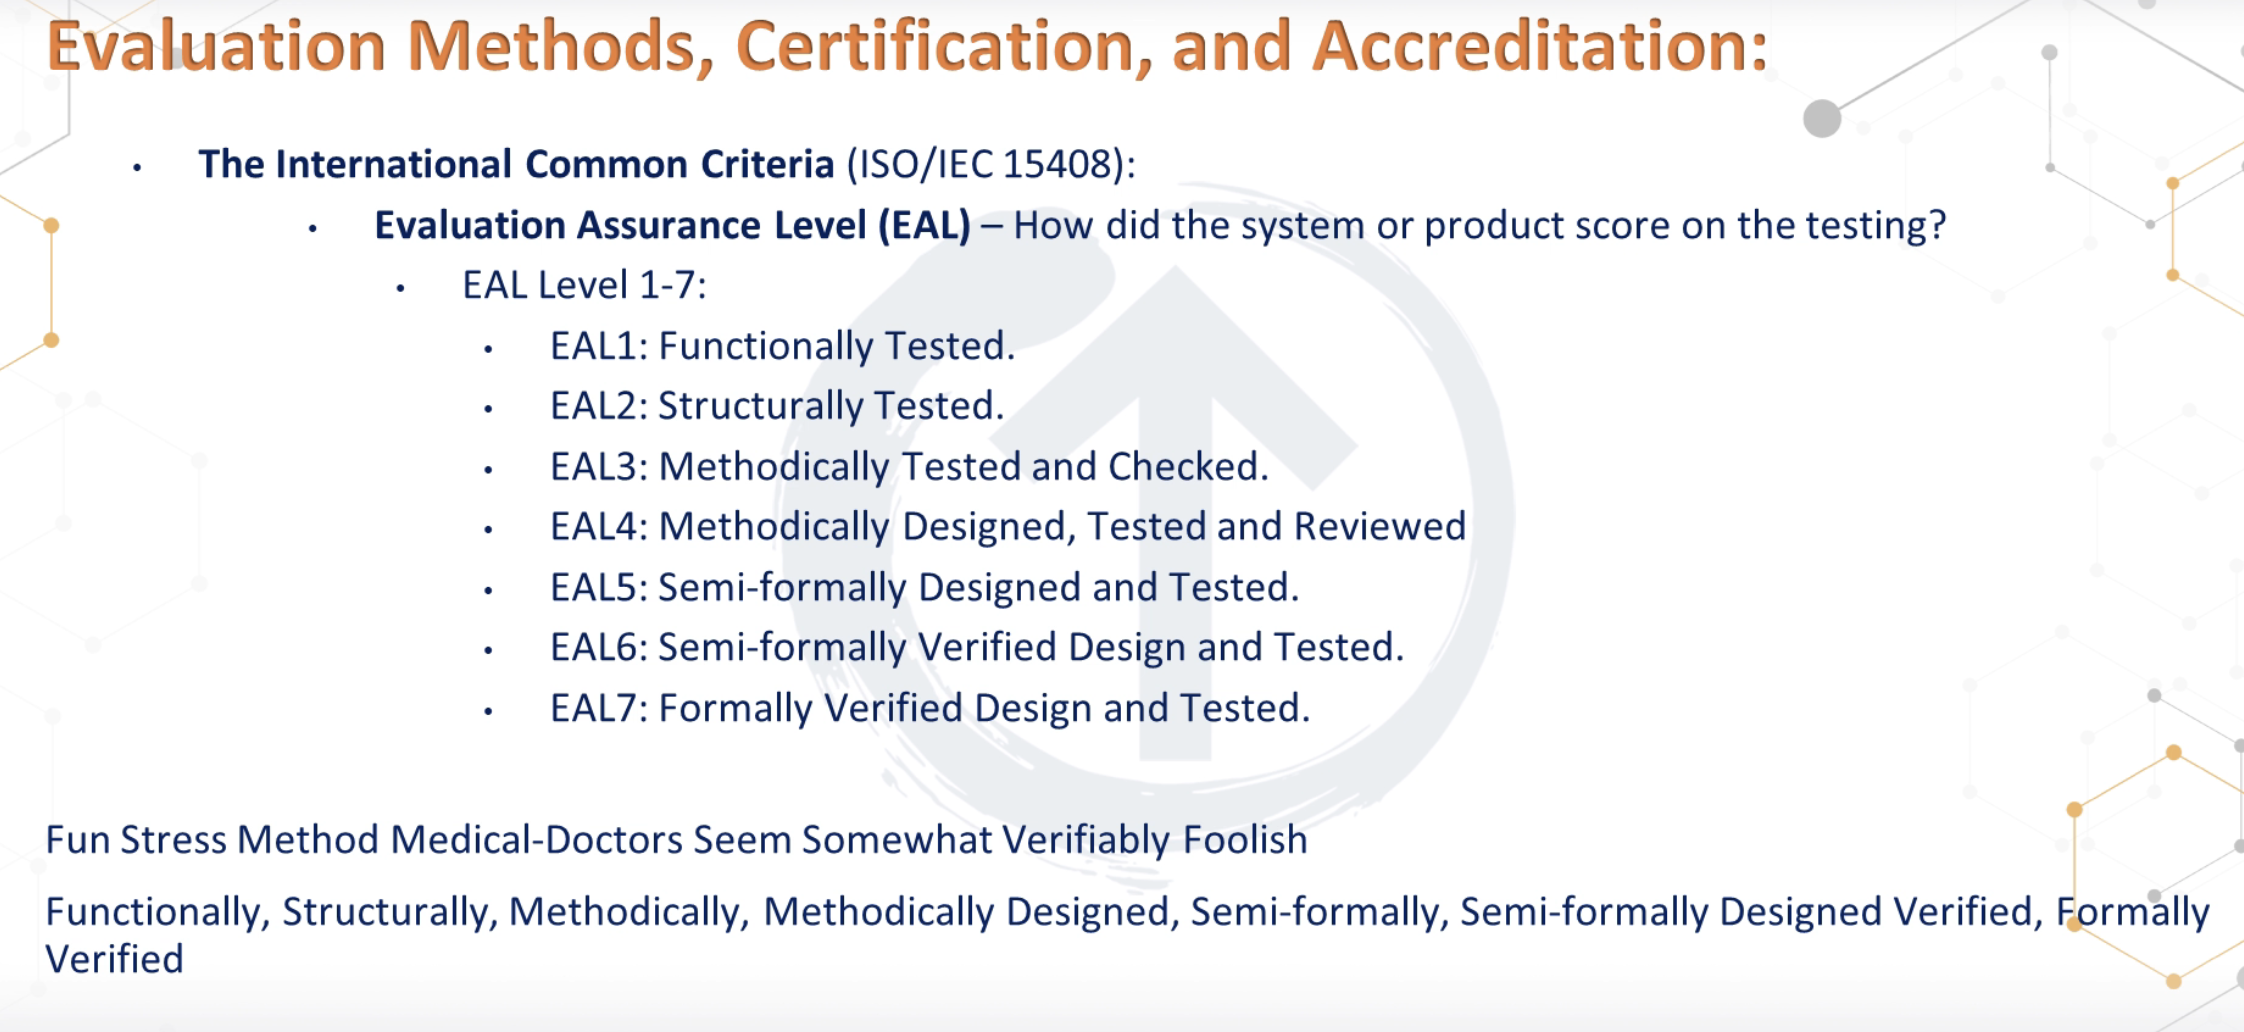 Evaluation Methods, Certification, and Accreditation:
• The International Common Criteria (ISO/IEC 15408):
• Evaluation Assurance Level (EAL) – How did the system or product score on the testing?
• EAL Level 1-7:
• EAL1: Functionally Tested.
• EAL2: Structurally Tested.
• EAL3: Methodically Tested and Checked.
• EAL4: Methodically Designed, Tested and Reviewed
• EAL5: Semi-formally Designed and Tested.
• EAL6: Semi-formally Verified Design and Tested.
• EAL7: Formally Verified Design and Tested.
Fun Stress Method Medical-Doctors Seem Somewhat Verifiably Foolish
Functionally, Structurally, Methodically, Methodically Designed, Semi-formally, Semi-formally Designed Verified, Formally
Verified